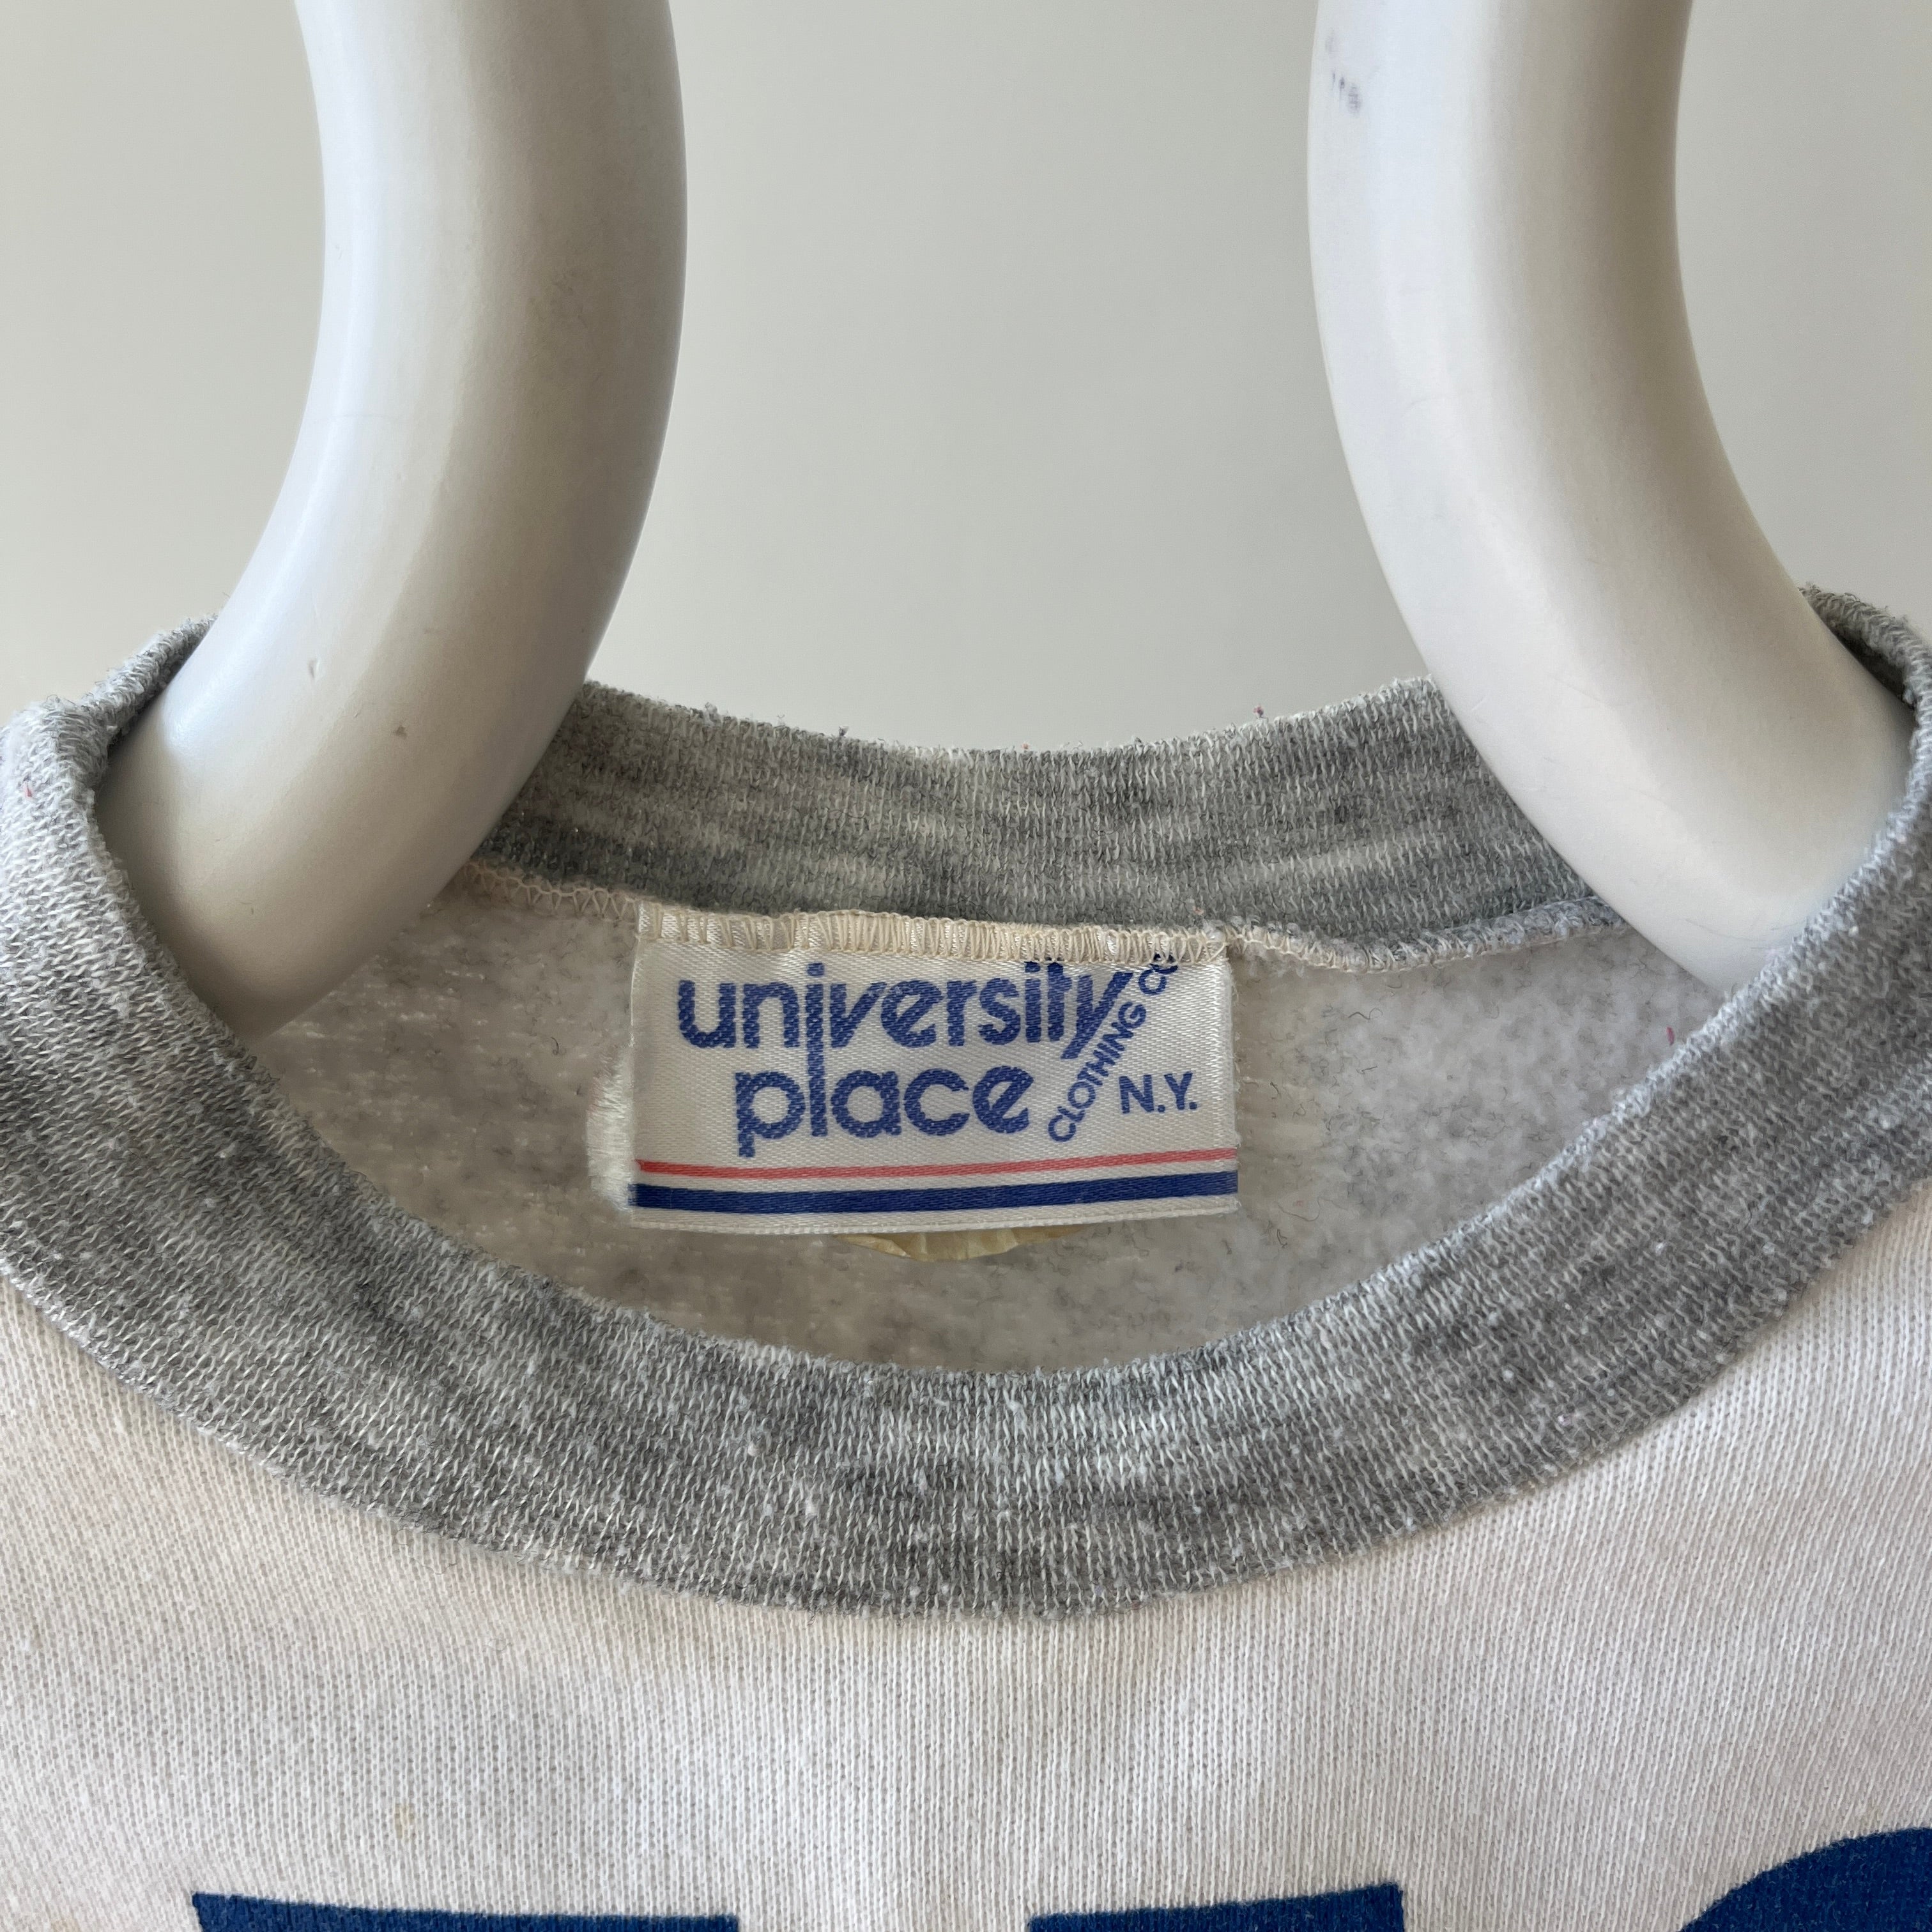 university
place
CLOTHING CO
N.Y.